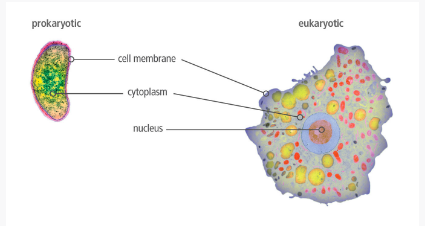 prokaryotic
eukaryotic
cell membrane
cytoplasm
nucleus